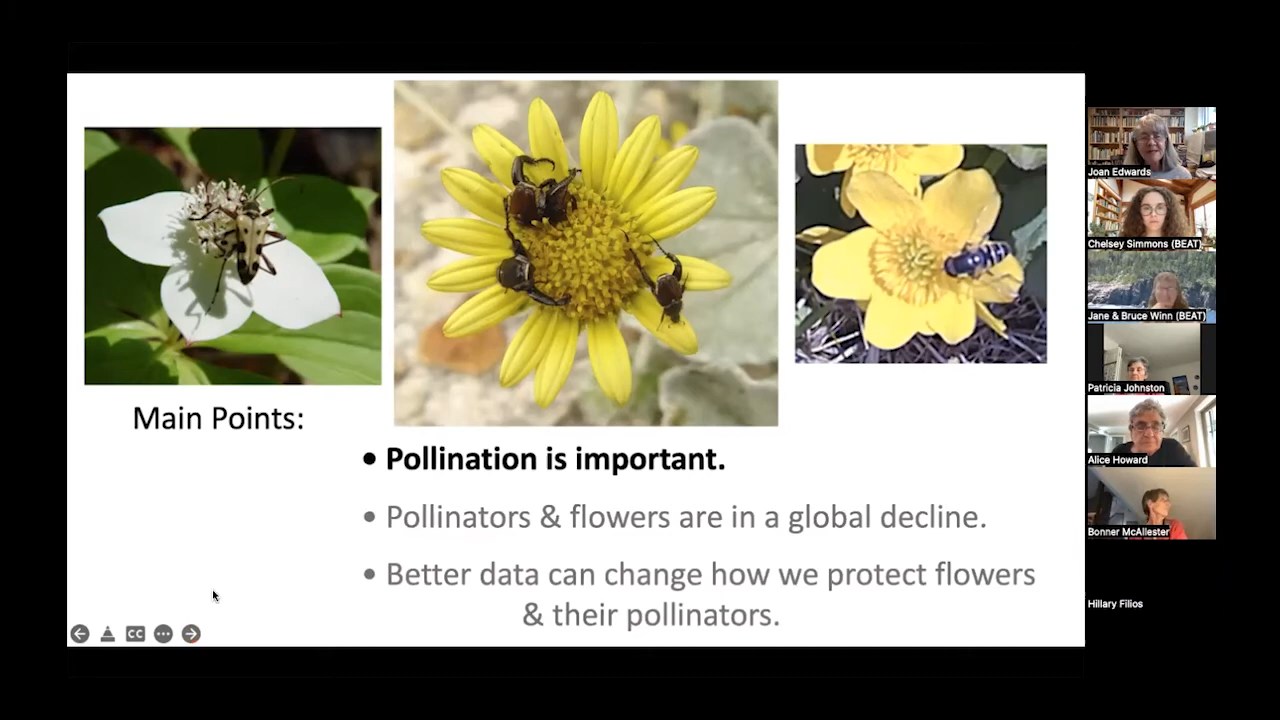 Main Points:
• Pollination is important.
• Pollinators & flowers are in a global decline.
• Better data can change how we protect flowers
& their pollinators.
CC
Joan Edwards
Chelsey Simmons (BEAT)
Jane & Bruce Winn (BEAT)
Patricia Johnston
Alice Howard
Bonner McAllester
Hillary Filios